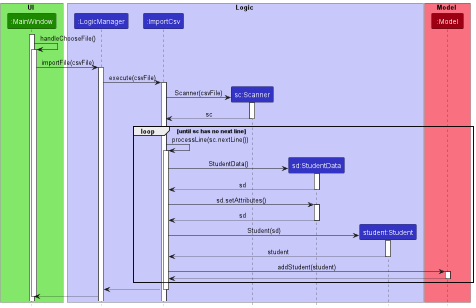 UI
Logic
Model
:MainWindow
:LogicManager
:ImportCsv
:Model
handleChooseFile()
importFile(csvFile)
execute(csvFile)
Scanner(csvFile)
sc:Scanner
sc
loop
[until sc has no next line]
processLine(sc.nextLine())
StudentData()
sd:StudentData
sd
sd.setAttributes()
sd
Student(sd)
student:Student
student
addStudent(student)